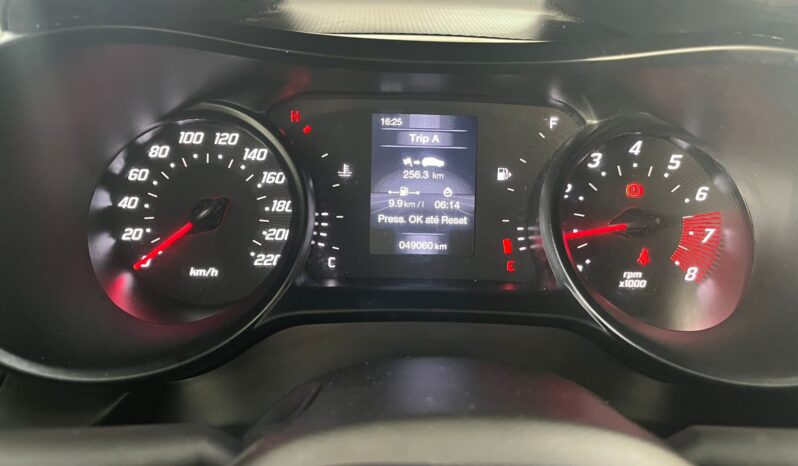 0
20
40
60
80
100
120
140
160
180
200
220
km/h
H
C
16:25
Trip A
256.3 km
9.9 km/l 06:14
Press. OK até Reset
049060 km
F
E
2
3
4
5
6
7
8
rpm
x1000